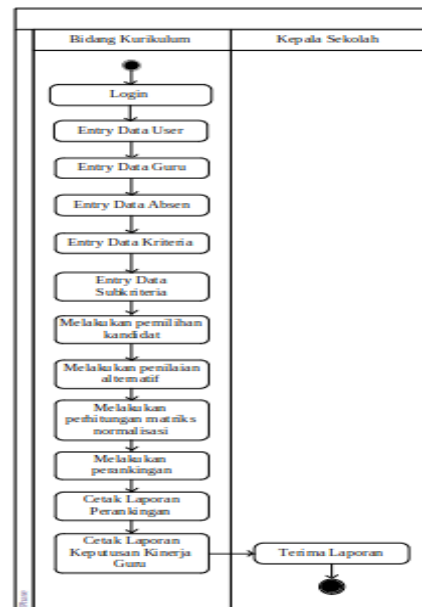 Bidang Kurikulum
Kepala Sekolah
Login
Entry Data User
Entry Data Guru
Entry Data Absen
Entry Data Kriteria
Entry Data
Subkriteria
Melakukan pemilihan
kandidat
Melakukan penilaian
alternatif
Melakukan
perhitungan matriks
normalisasi
Melakukan
perankingan
Cetak Laporan
Perankingan
Cetak Laporan
Keputusan Kinerja
Guru
Terima Laporan